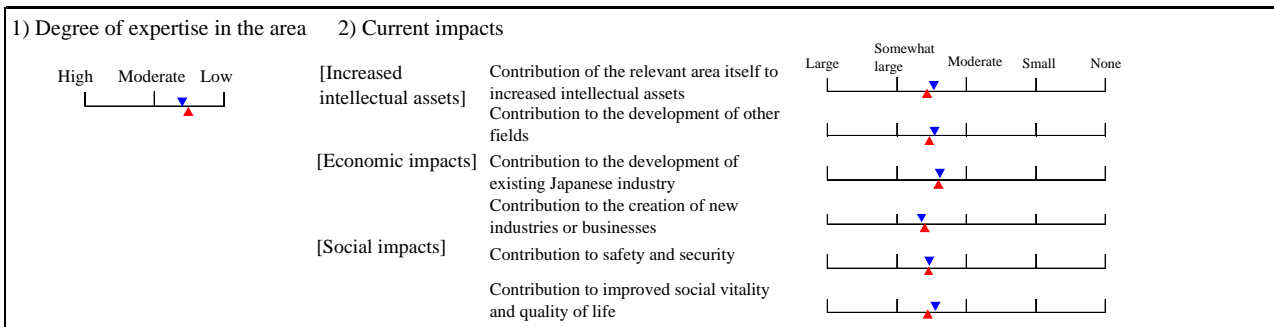 1) Degree of expertise in the area 2) Current impacts
High Moderate Low
[Increased
intellectual assets]
Contribution of the relevant area itself to
increased intellectual assets
Large Somewhat
large Moderate Small None
Contribution to the development of other
fields
[Economic impacts] Contribution to the development of
existing Japanese industry
Contribution to the creation of new
industries or businesses
[Social impacts] Contribution to safety and security
Contribution to improved social vitality
and quality of life